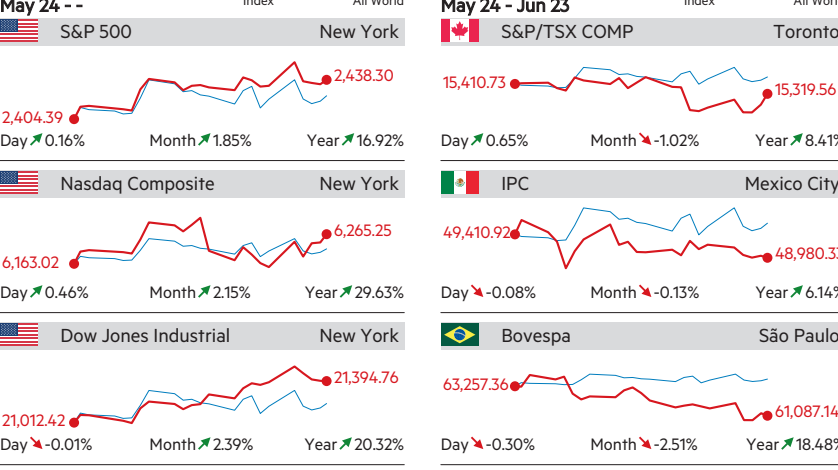 May 24 - -
Index
All World
S&P 500
New York
2,404.39
2,438.30
Day 0.16%
Month 1.85%
Year 16.92%
Nasdaq Composite
New York
6,163.02
6,265.25
Day 0.46%
Month 2.15%
Year 29.63%
Dow Jones Industrial
New York
21,012.42
21,394.76
Day -0.01%
Month 2.39%
Year 20.32%
May 24 - Jun 23
Index
All World
S&P/TSX COMP
Toronto
15,410.73
15,319.56
Day 0.65%
Month -1.02%
Year 8.41%
IPC
Mexico City
49,410.92
48,980.33
Day -0.08%
Month -0.13%
Year 6.14%
Bovespa
São Paulo
63,257.36
61,087.14
Day -0.30%
Month -2.51%
Year 18.48%